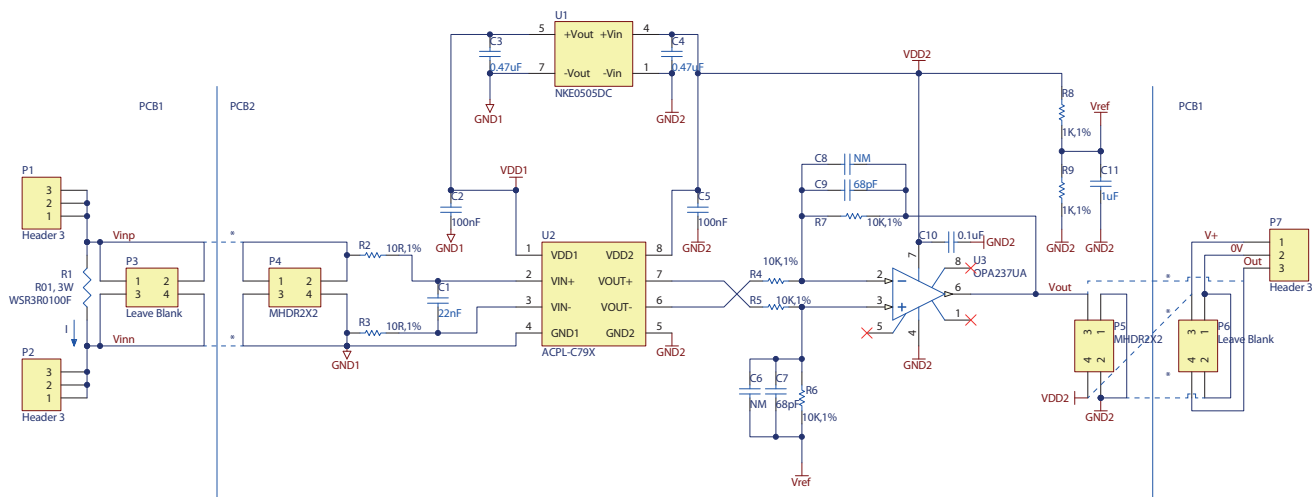 U1
5 +Vout +Vin 4
7 -Vout -Vin 1
NKE0505DC
C3
0.47uF
GND1
C4
0.47uF
GND2
VDD2
PCB1
PCB2
PCB1
R8
1K,1%
Vref
R9
1K,1%
C11
1uF
GND2
GND2
P1
3
2
1
Header 3
Vinp
R1
R01, 3W
WSR3R0100F
I
Vinn
P2
3
2
1
Header 3
P3
1 2
3 4
Leave Blank
*
*
P4
1 2
3 4
MHDR2X2
R2
10R,1%
R3
10R,1%
GND1
C1
22nF
C2
100nF
GND1
VDD1
U2
1 VDD1 VDD2 8
2 VIN+ VOUT+ 7
3 VIN- VOUT- 6
4 GND1 GND2 5
ACPL-C79X
GND2
C5
100nF
GND2
C8
NM
C9
68pF
R7
10K,1%
C10
0.1uF
GND2
R4
10K,1%
R5
10K,1%
U3
OPA237UA
7
8
2
3
6
5
1
4
GND2
C6
NM
C7
68pF
R6
10K,1%
Vref
Vout
P5
MHDR2X2
3 1
4 2
VDD2
GND2
*
*
*
P6
Leave Blank
3 1
4 2
P7
V+
0V
Out
1
2
3
Header 3